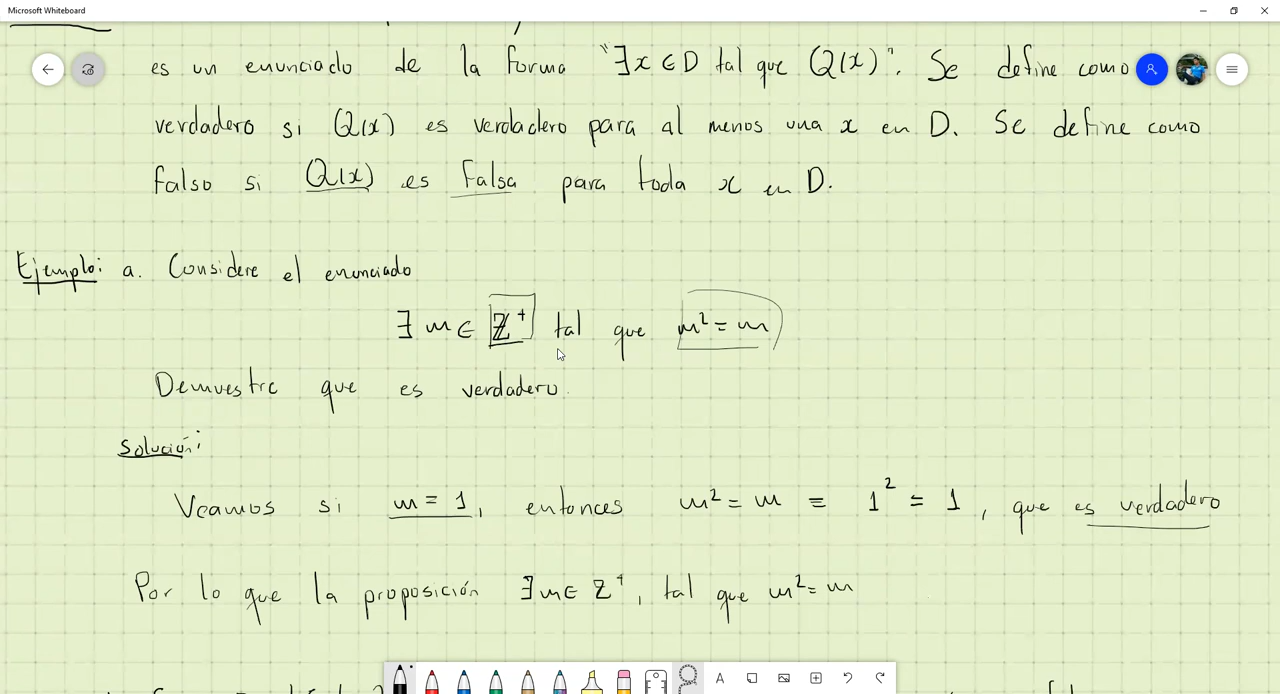 Microsoft Whiteboard
es un enunciado de la forma "∃x ∈ D tal que Q(x)". Se define como
verdadero si Q(x) es verdadero para al menos una x en D. Se define como
falso si Q(x) es falsa para toda x en D.
Ejemplo: a. Considere el enunciado
∃ m ∈ ℤ⁺ tal que m² = m
Demuestre que es verdadero.
Solución:
Veamos si m = 1, entonces m² = m ≡ 1² = 1, que es verdadero
Por lo que la proposición ∃ m ∈ ℤ⁺, tal que m² = m